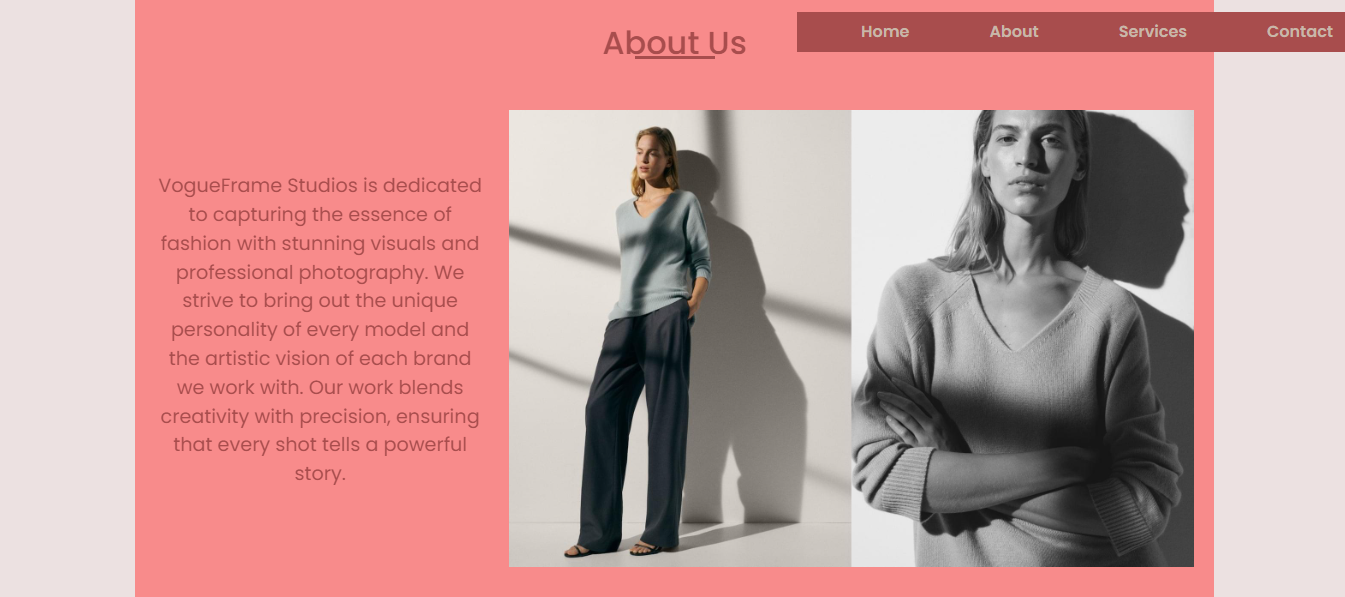 Home About Services Contact
About Us
VogueFrame Studios is dedicated
to capturing the essence of
fashion with stunning visuals and
professional photography. We
strive to bring out the unique
personality of every model and
the artistic vision of each brand
we work with. Our work blends
creativity with precision, ensuring
that every shot tells a powerful
story.